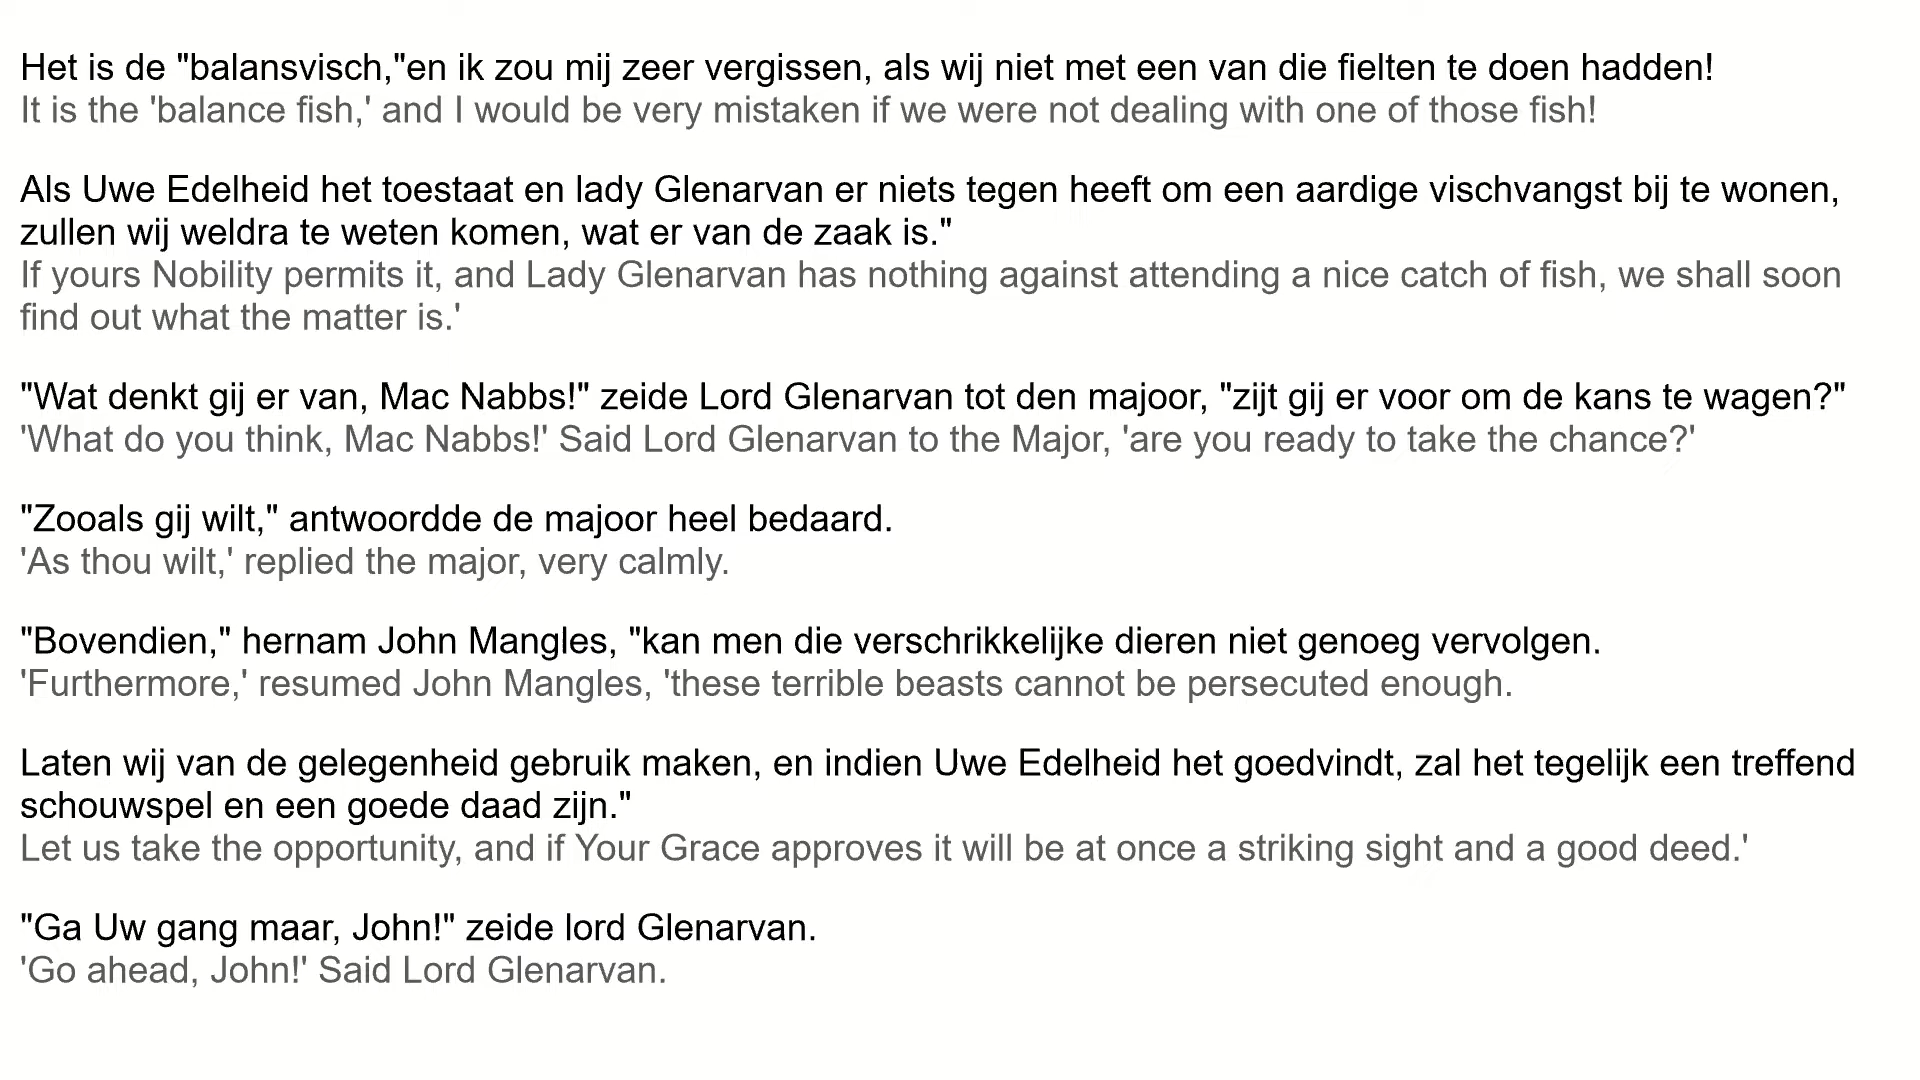 Het is de "balansvisch,"en ik zou mij zeer vergissen, als wij niet met een van die fielten te doen hadden!
It is the 'balance fish,' and I would be very mistaken if we were not dealing with one of those fish!
Als Uwe Edelheid het toestaat en lady Glenarvan er niets tegen heeft om een aardige vischvangst bij te wonen,
zullen wij weldra te weten komen, wat er van de zaak is."
If yours Nobility permits it, and Lady Glenarvan has nothing against attending a nice catch of fish, we shall soon
find out what the matter is.'
"Wat denkt gij er van, Mac Nabbs!" zeide Lord Glenarvan tot den majoor, "zijt gij er voor om de kans te wagen?"
'What do you think, Mac Nabbs!' Said Lord Glenarvan to the Major, 'are you ready to take the chance?'
"Zooals gij wilt," antwoordde de majoor heel bedaard.
'As thou wilt,' replied the major, very calmly.
"Bovendien," hernam John Mangles, "kan men die verschrikkelijke dieren niet genoeg vervolgen.
'Furthermore,' resumed John Mangles, 'these terrible beasts cannot be persecuted enough.
Laten wij van de gelegenheid gebruik maken, en indien Uwe Edelheid het goedvindt, zal het tegelijk een treffend
schouwspel en een goede daad zijn."
Let us take the opportunity, and if Your Grace approves it will be at once a striking sight and a good deed.'
"Ga Uw gang maar, John!" zeide lord Glenarvan.
'Go ahead, John!' Said Lord Glenarvan.